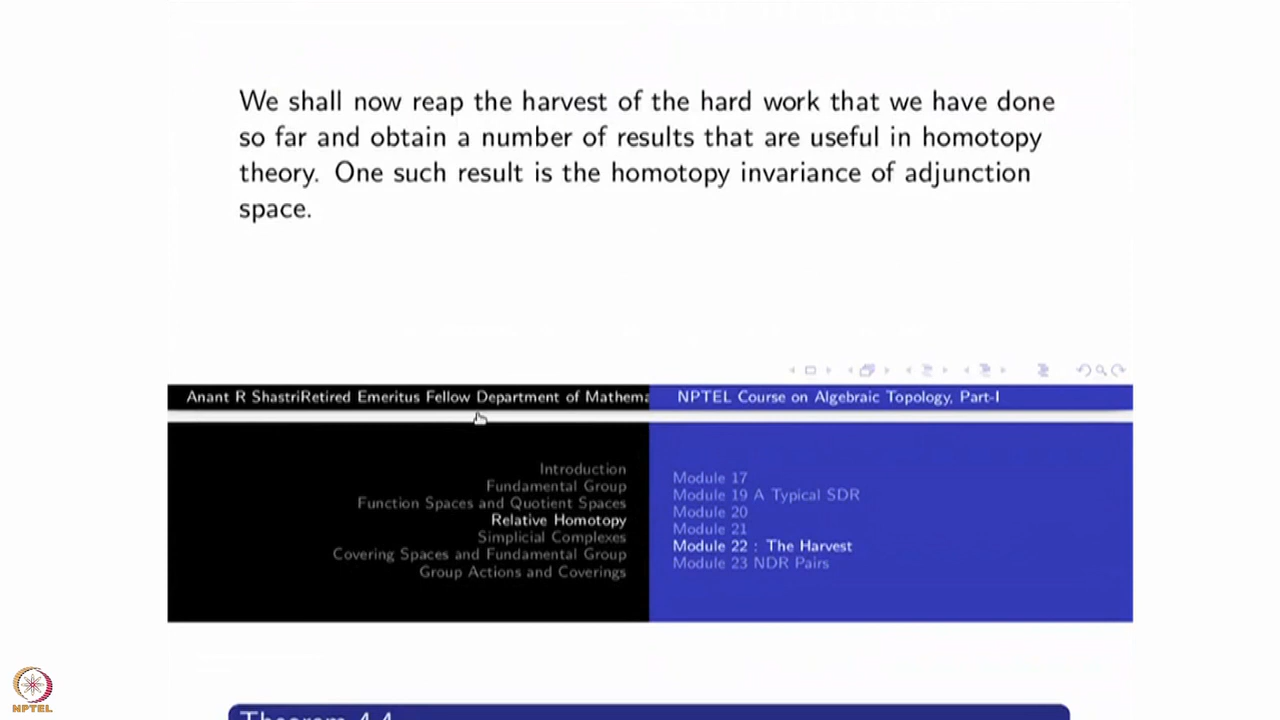 We shall now reap the harvest of the hard work that we have done
so far and obtain a number of results that are useful in homotopy
theory. One such result is the homotopy invariance of adjunction
space.
Anant R ShastriRetired Emeritus Fellow Department of Mathema
NPTEL Course on Algebraic Topology, Part-I
Introduction
Fundamental Group
Function Spaces and Quotient Spaces
Relative Homotopy
Simplicial Complexes
Covering Spaces and Fundamental Group
Group Actions and Coverings
Module 17
Module 19 A Typical SDR
Module 20
Module 21
Module 22 : The Harvest
Module 23 NDR Pairs
Theorem 4.4
NPTEL